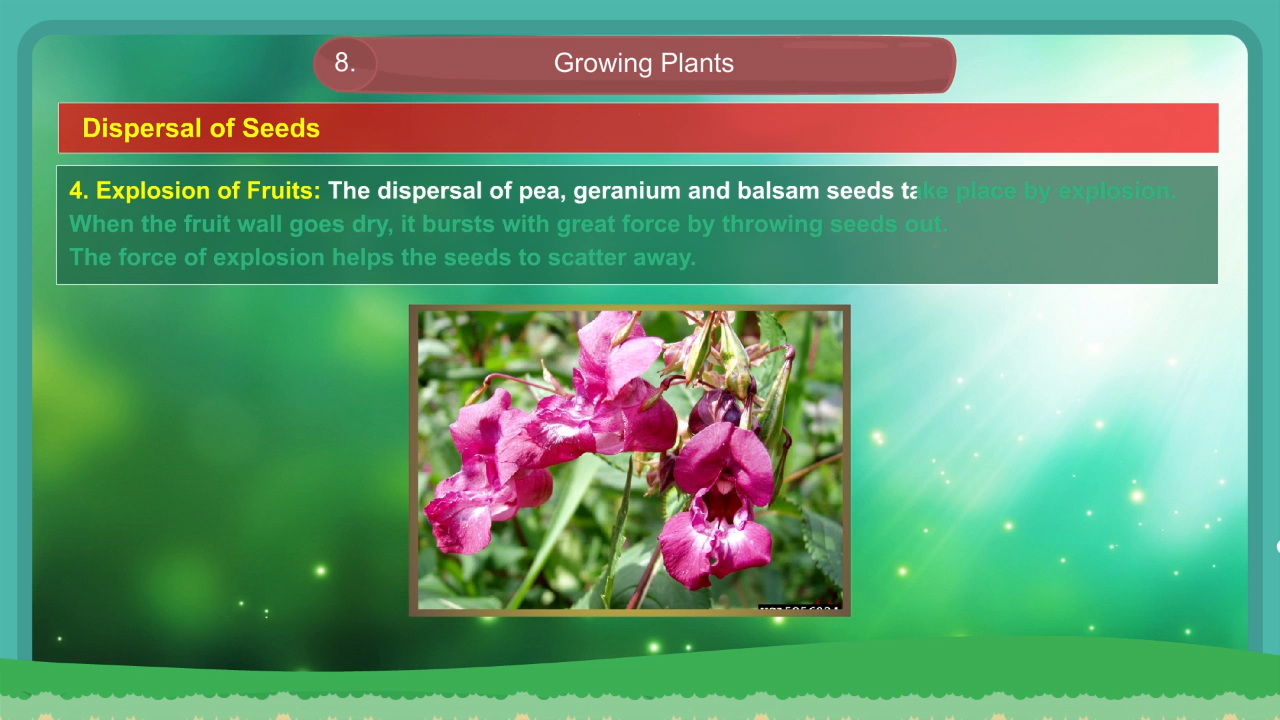 8.
Growing Plants
Dispersal of Seeds
4. Explosion of Fruits: The dispersal of pea, geranium and balsam seeds take place by explosion.
When the fruit wall goes dry, it bursts with great force by throwing seeds out.
The force of explosion helps the seeds to scatter away.